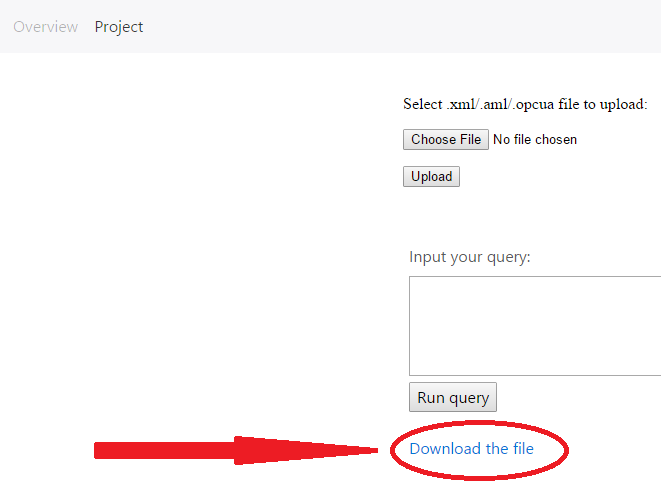 Overview Project
Select .xml/.aml/.opcua file to upload:
Choose File No file chosen
Upload
Input your query:
Run query
Download the file